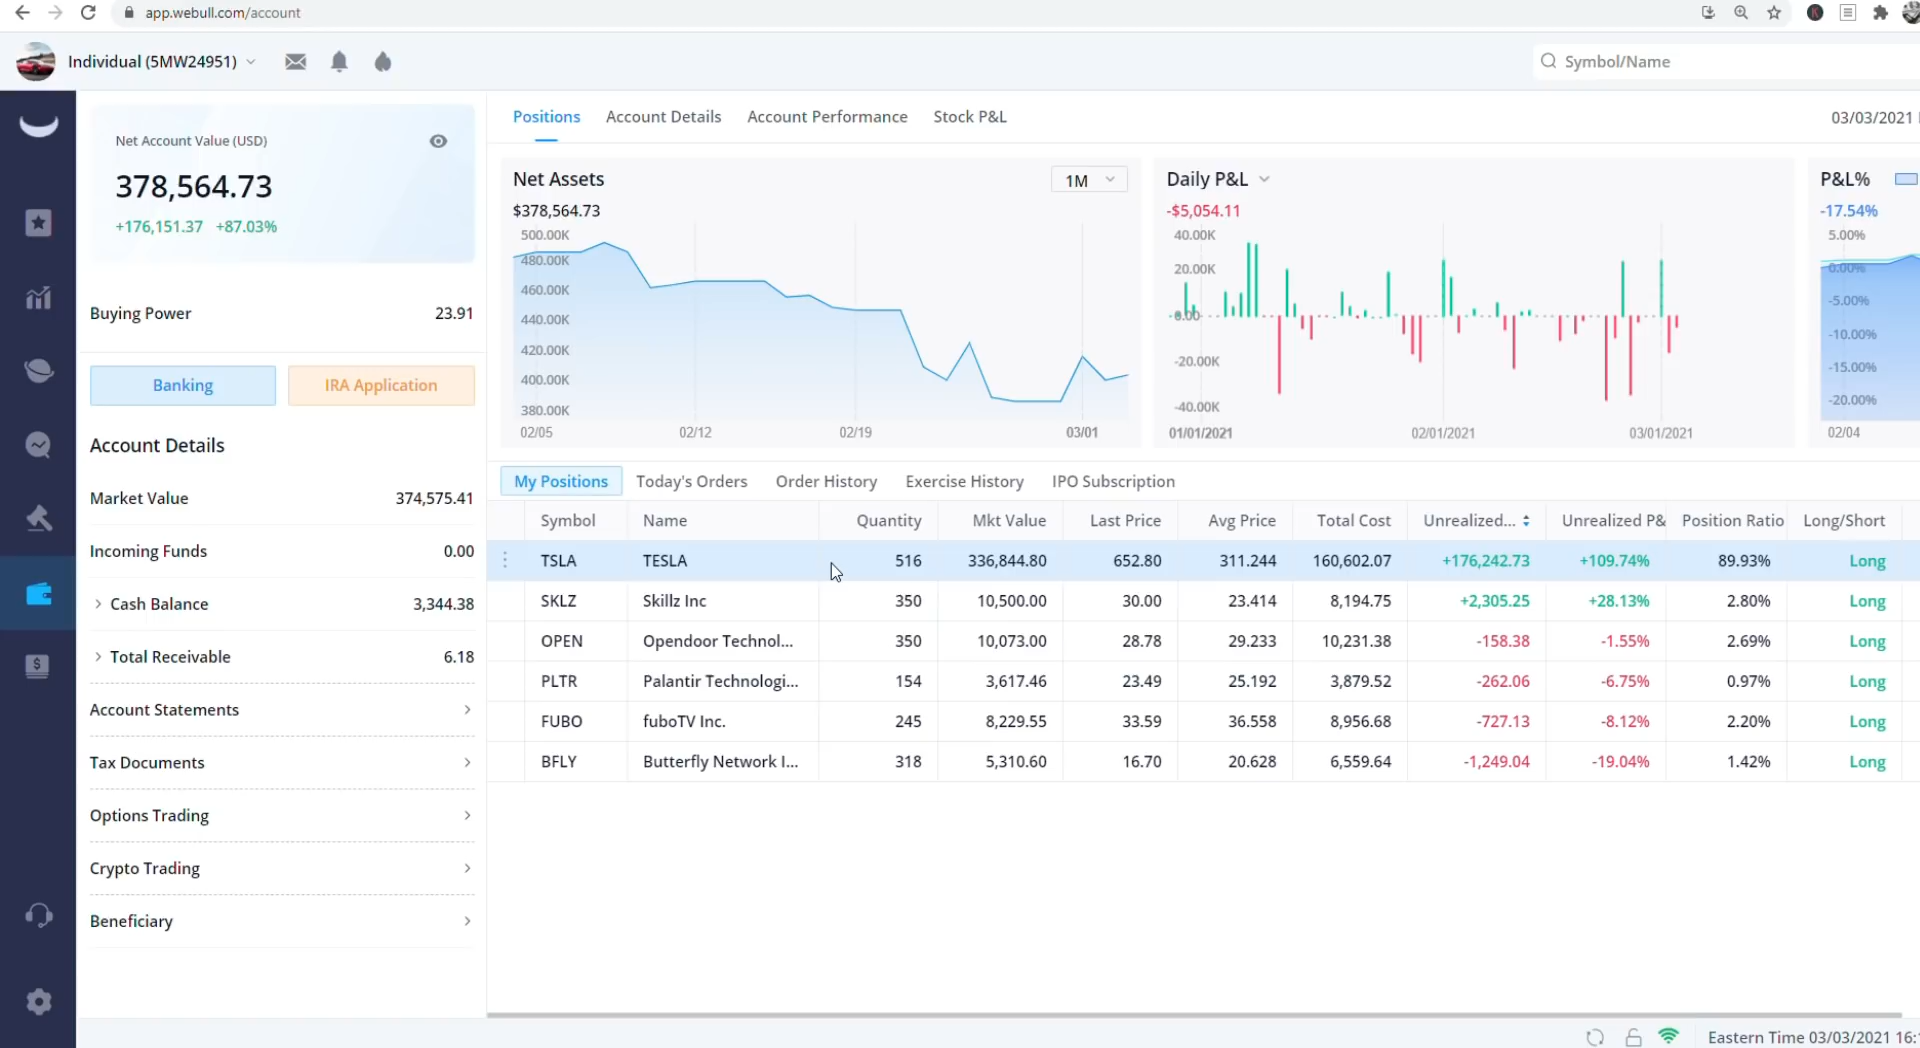 app.webull.com/account
Individual (5MW24951)
Symbol/Name
Net Account Value (USD)
378,564.73
+176,151.37 +87.03%
Buying Power 23.91
Banking IRA Application
Account Details
Market Value 374,575.41
Incoming Funds 0.00
Cash Balance 3,344.38
Total Receivable 6.18
Account Statements
Tax Documents
Options Trading
Crypto Trading
Beneficiary
Positions Account Details Account Performance Stock P&L 03/03/2021
Net Assets 1M
$378,564.73
500.00K
480.00K
460.00K
440.00K
420.00K
400.00K
380.00K
02/05 02/12 02/19 03/01
Daily P&L
-$5,054.11
40.00K
20.00K
0.00
-20.00K
-40.00K
01/01/2021 02/01/2021 03/01/2021
P&L%
-17.54%
5.00%
0.00%
-5.00%
-10.00%
-15.00%
-20.00%
02/04
My Positions Today's Orders Order History Exercise History IPO Subscription
Symbol Name Quantity Mkt Value Last Price Avg Price Total Cost Unrealized... Unrealized P& Position Ratio Long/Short
TSLA TESLA 516 336,844.80 652.80 311.244 160,602.07 +176,242.73 +109.74% 89.93% Long
SKLZ Skillz Inc 350 10,500.00 30.00 23.414 8,194.75 +2,305.25 +28.13% 2.80% Long
OPEN Opendoor Technol... 350 10,073.00 28.78 29.233 10,231.38 -158.38 -1.55% 2.69% Long
PLTR Palantir Technologi... 154 3,617.46 23.49 25.192 3,879.52 -262.06 -6.75% 0.97% Long
FUBO fuboTV Inc. 245 8,229.55 33.59 36.558 8,956.68 -727.13 -8.12% 2.20% Long
BFLY Butterfly Network I... 318 5,310.60 16.70 20.628 6,559.64 -1,249.04 -19.04% 1.42% Long
Eastern Time 03/03/2021 16: